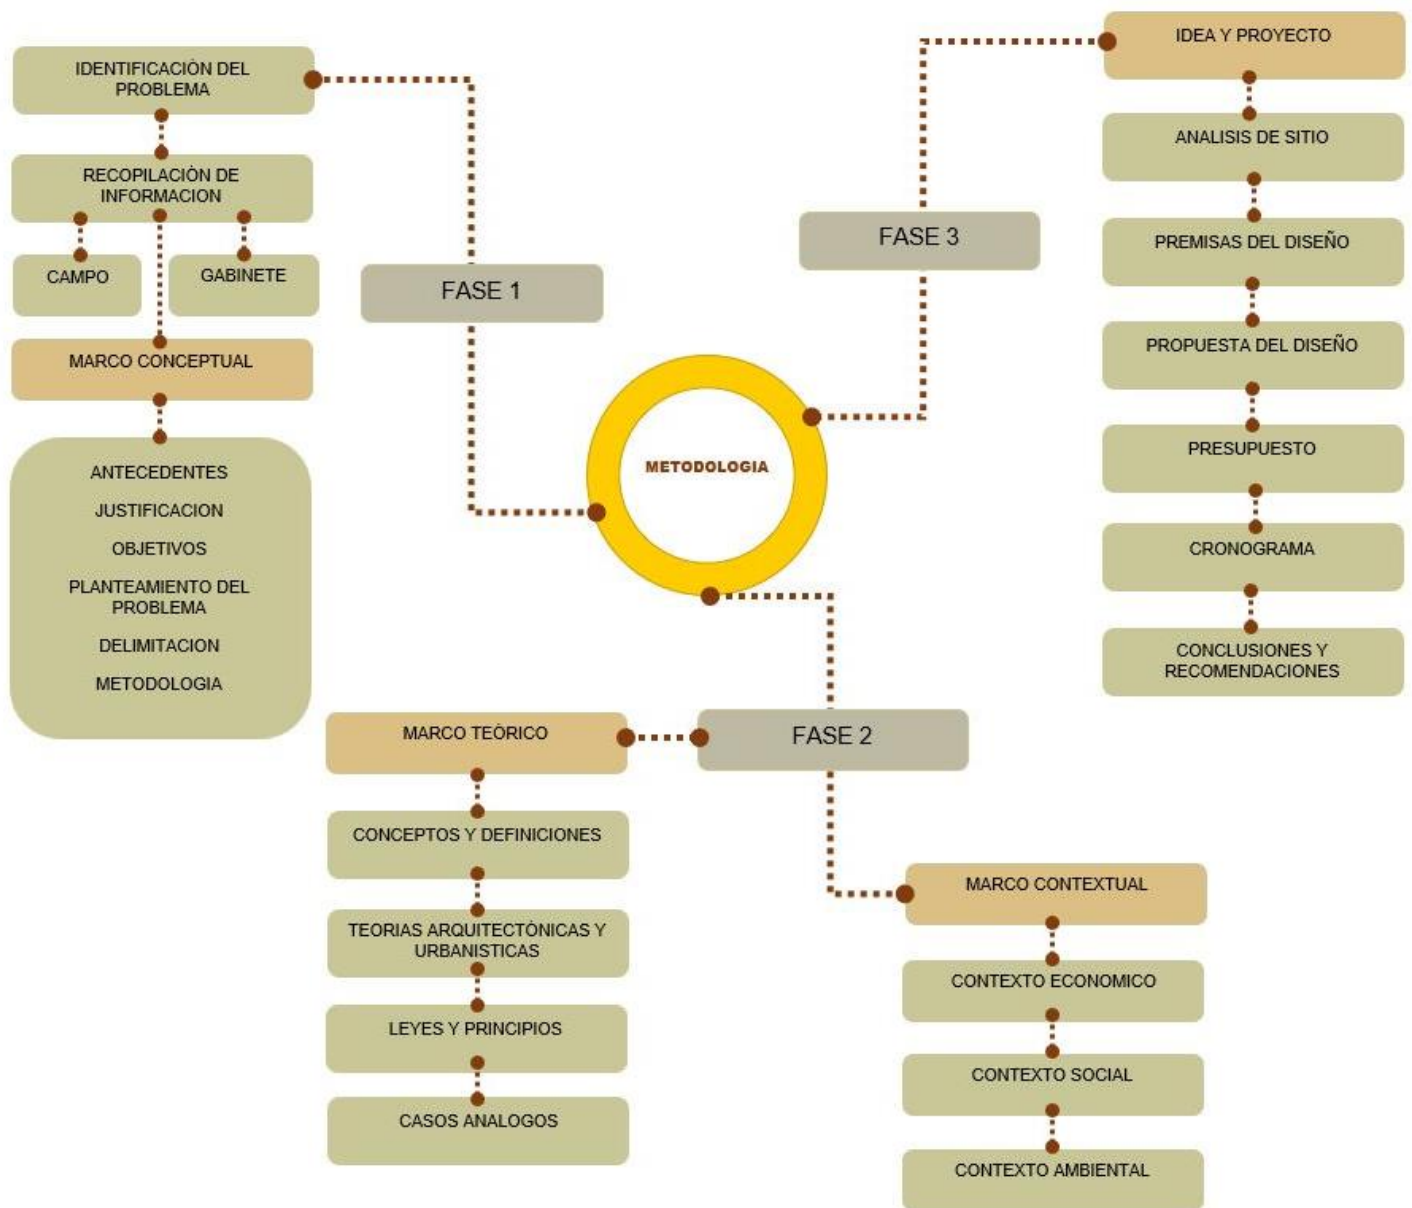 IDENTIFICACIÒN DEL
PROBLEMA
RECOPILACIÒN DE
INFORMACION
CAMPO
GABINETE
MARCO CONCEPTUAL
ANTECEDENTES
JUSTIFICACION
OBJETIVOS
PLANTEAMIENTO DEL
PROBLEMA
DELIMITACION
METODOLOGIA
FASE 1
METODOLOGIA
FASE 2
MARCO TEÒRICO
CONCEPTOS Y DEFINICIONES
TEORIAS ARQUITECTÒNICAS Y
URBANISTICAS
LEYES Y PRINCIPIOS
CASOS ANALOGOS
MARCO CONTEXTUAL
CONTEXTO ECONOMICO
CONTEXTO SOCIAL
CONTEXTO AMBIENTAL
FASE 3
IDEA Y PROYECTO
ANALISIS DE SITIO
PREMISAS DEL DISEÑO
PROPUESTA DEL DISEÑO
PRESUPUESTO
CRONOGRAMA
CONCLUSIONES Y
RECOMENDACIONES